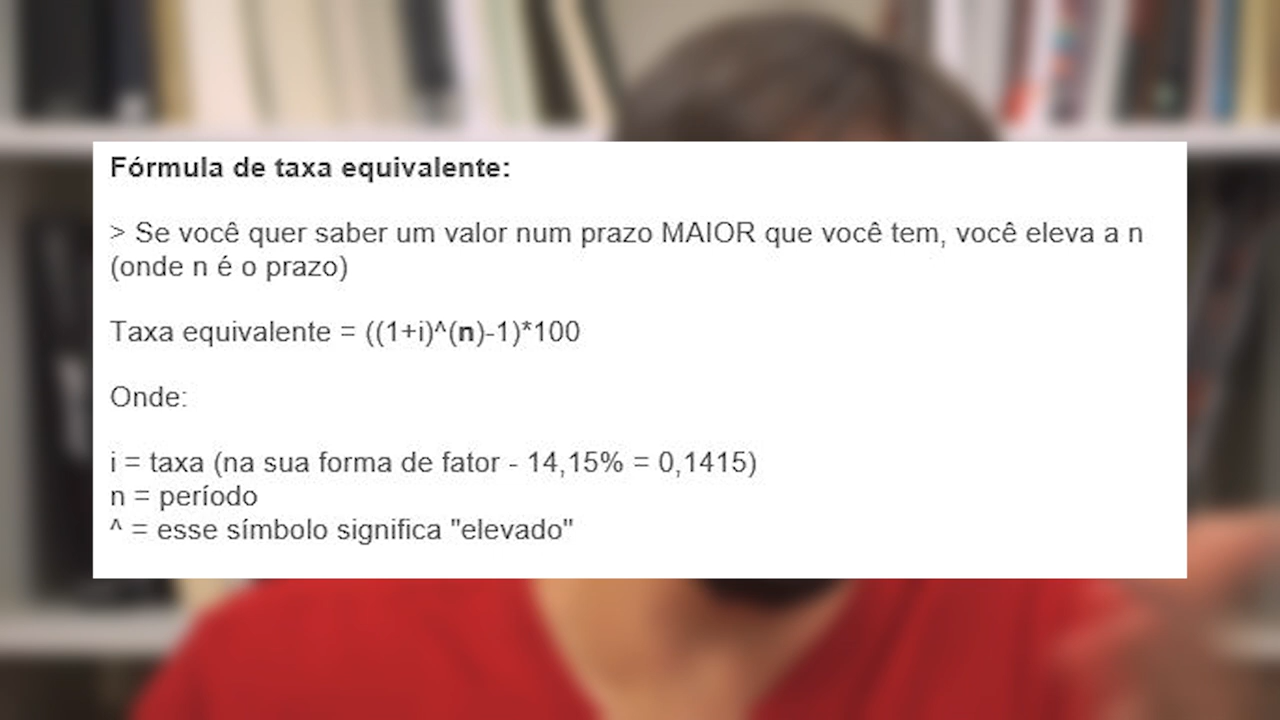 Fórmula de taxa equivalente:
> Se você quer saber um valor num prazo MAIOR que você tem, você eleva a n
(onde n é o prazo)
Taxa equivalente = ((1+i)^(n)-1)*100
Onde:
i = taxa (na sua forma de fator - 14,15% = 0,1415)
n = período
^ = esse símbolo significa "elevado"